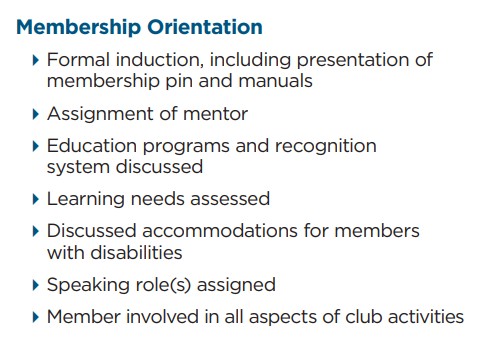 Membership Orientation
Formal induction, including presentation of
membership pin and manuals
Assignment of mentor
Education programs and recognition
system discussed
Learning needs assessed
Discussed accommodations for members
with disabilities
Speaking role(s) assigned
Member involved in all aspects of club activities